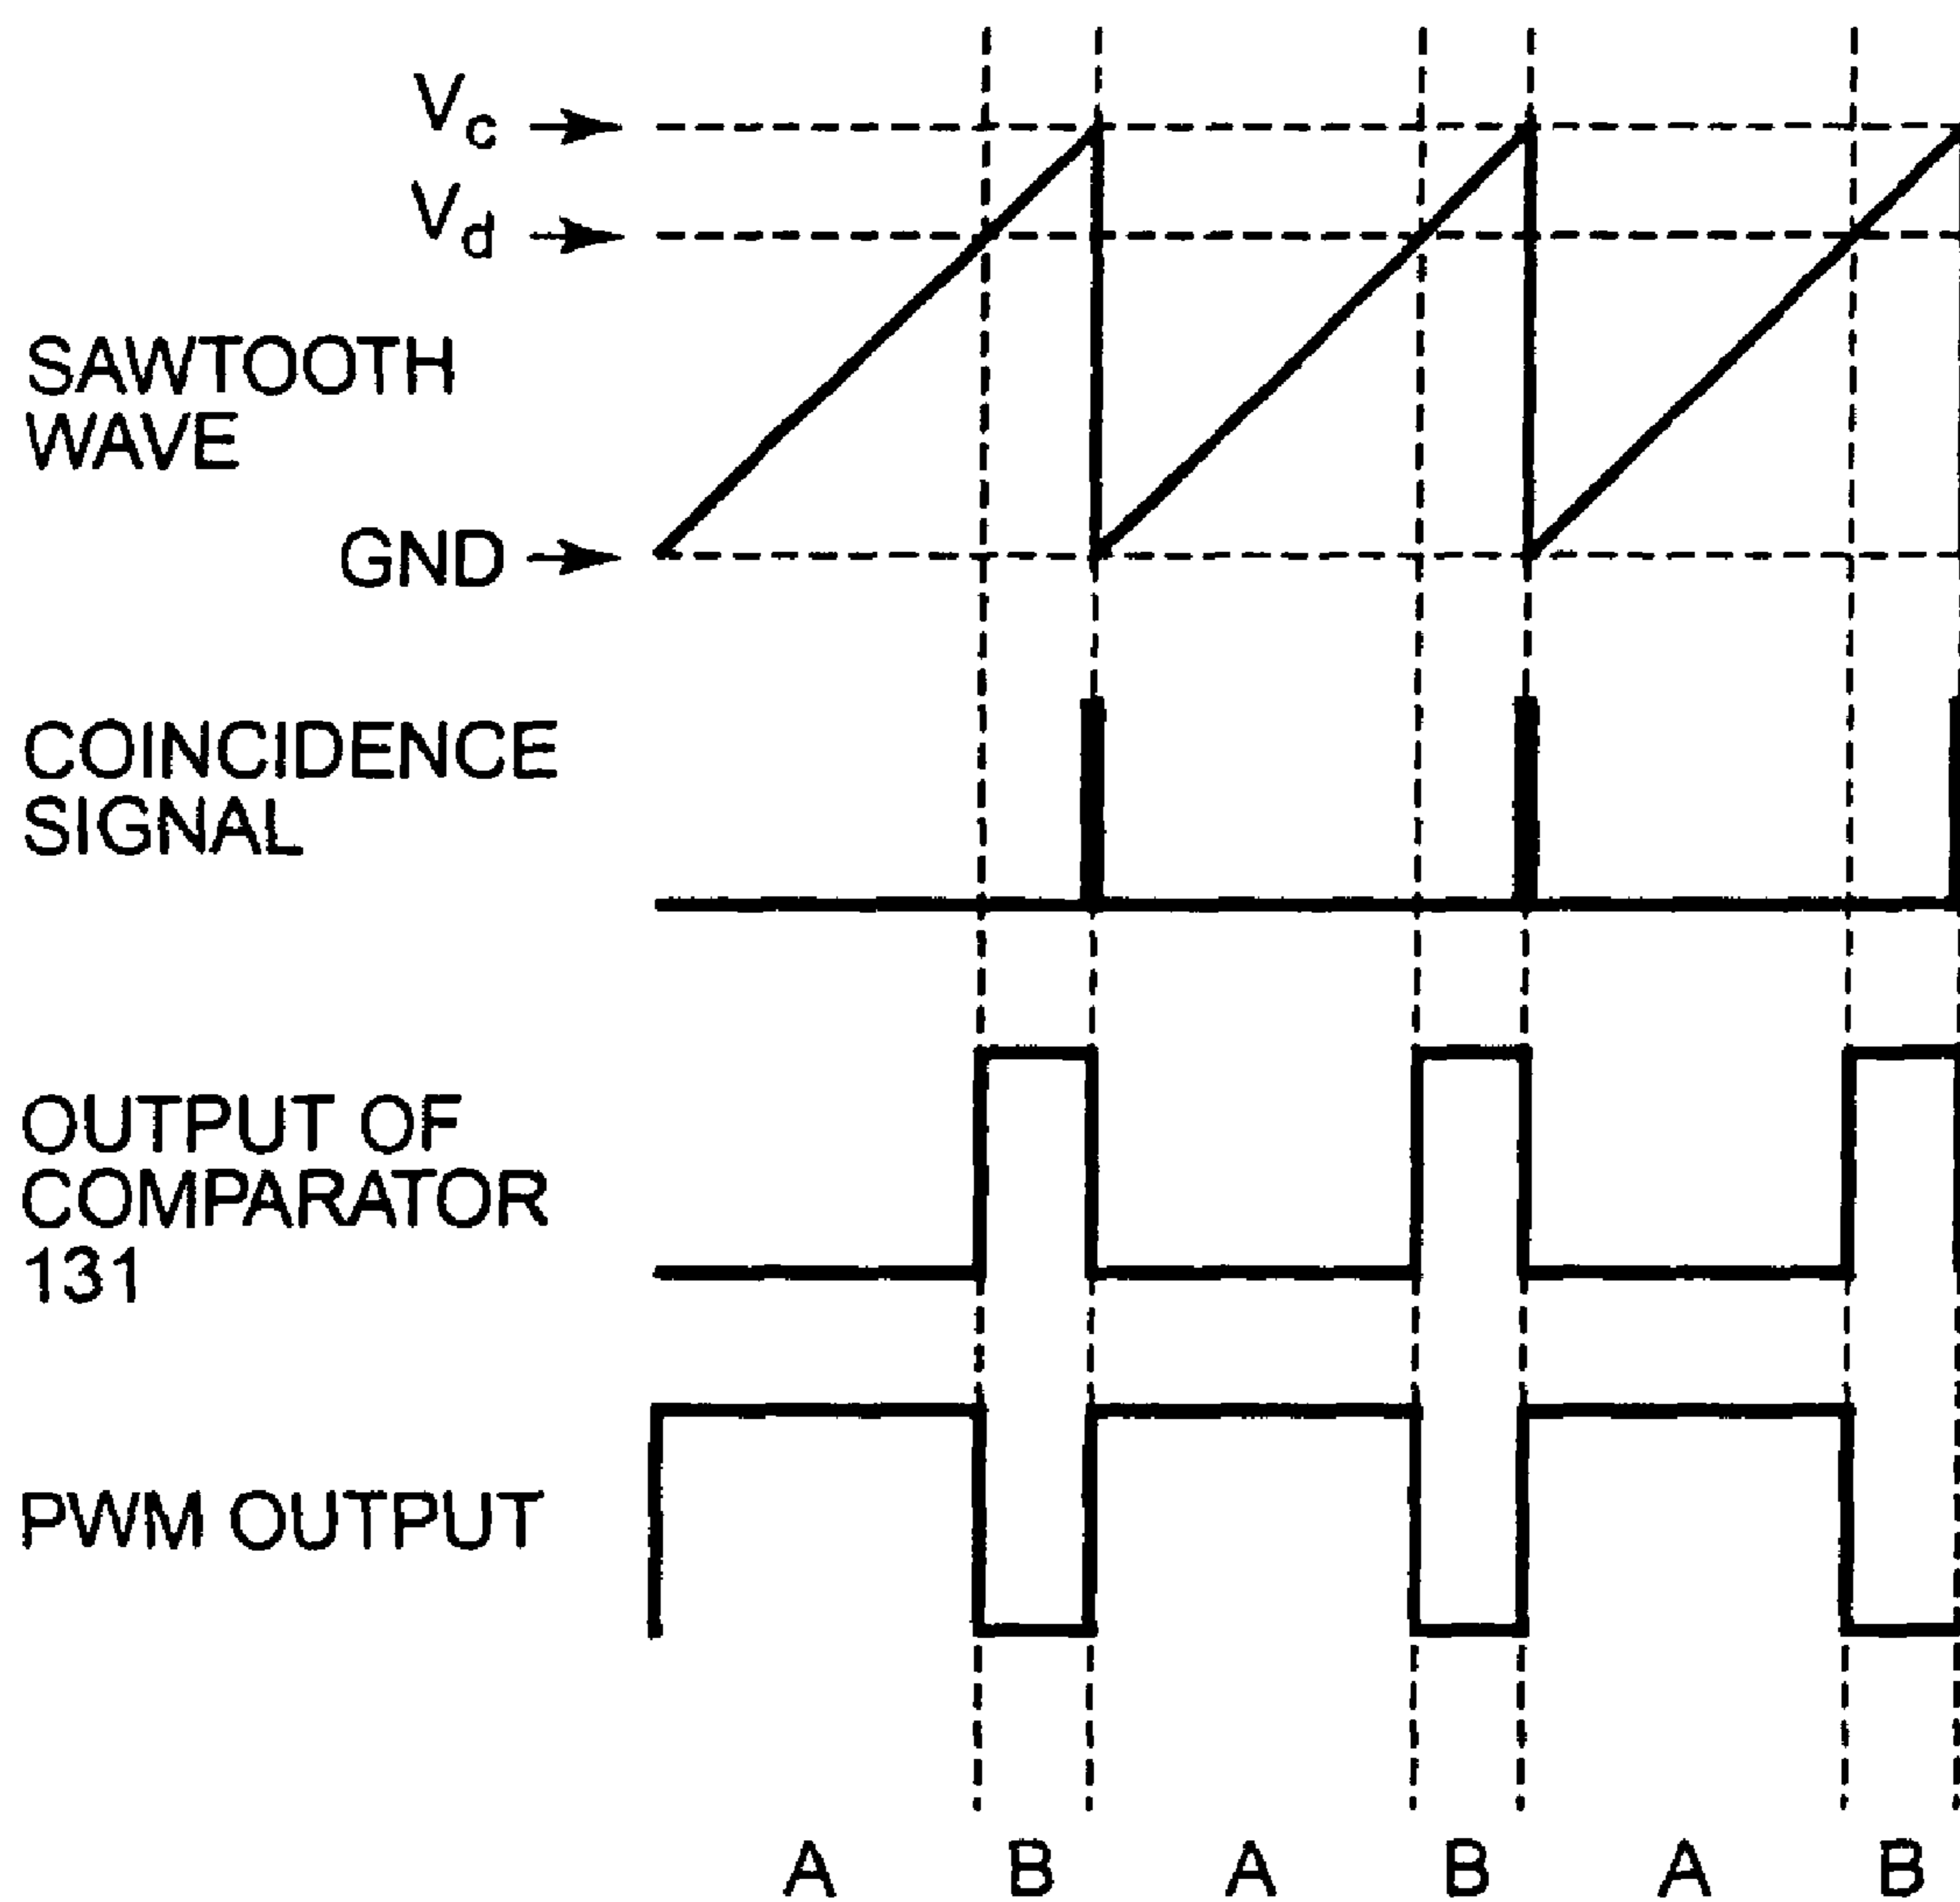 Vc
Vd
SAWTOOTH
WAVE
GND
COINCIDENCE
SIGNAL
OUTPUT OF
COMPARATOR
131
PWM OUTPUT
A B A B A B